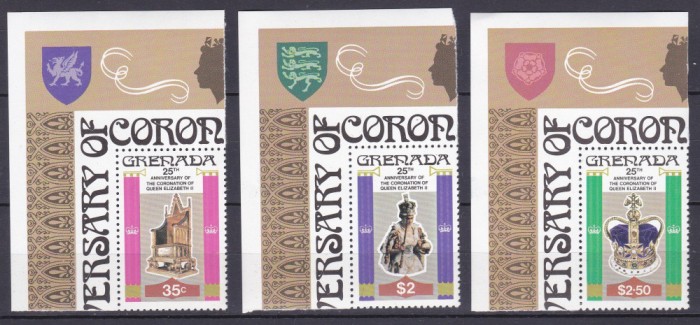 VERSARY OF
CORON
GRENADA
25TH
ANNIVERSARY OF
THE CORONATION OF
QUEEN ELIZABETH II
35c
VERSARY OF
CORON
GRENADA
25TH
ANNIVERSARY OF
THE CORONATION OF
QUEEN ELIZABETH II
$2
VERSARY OF
CORON
GRENADA
25TH
ANNIVERSARY OF
THE CORONATION OF
QUEEN ELIZABETH II
$2.50